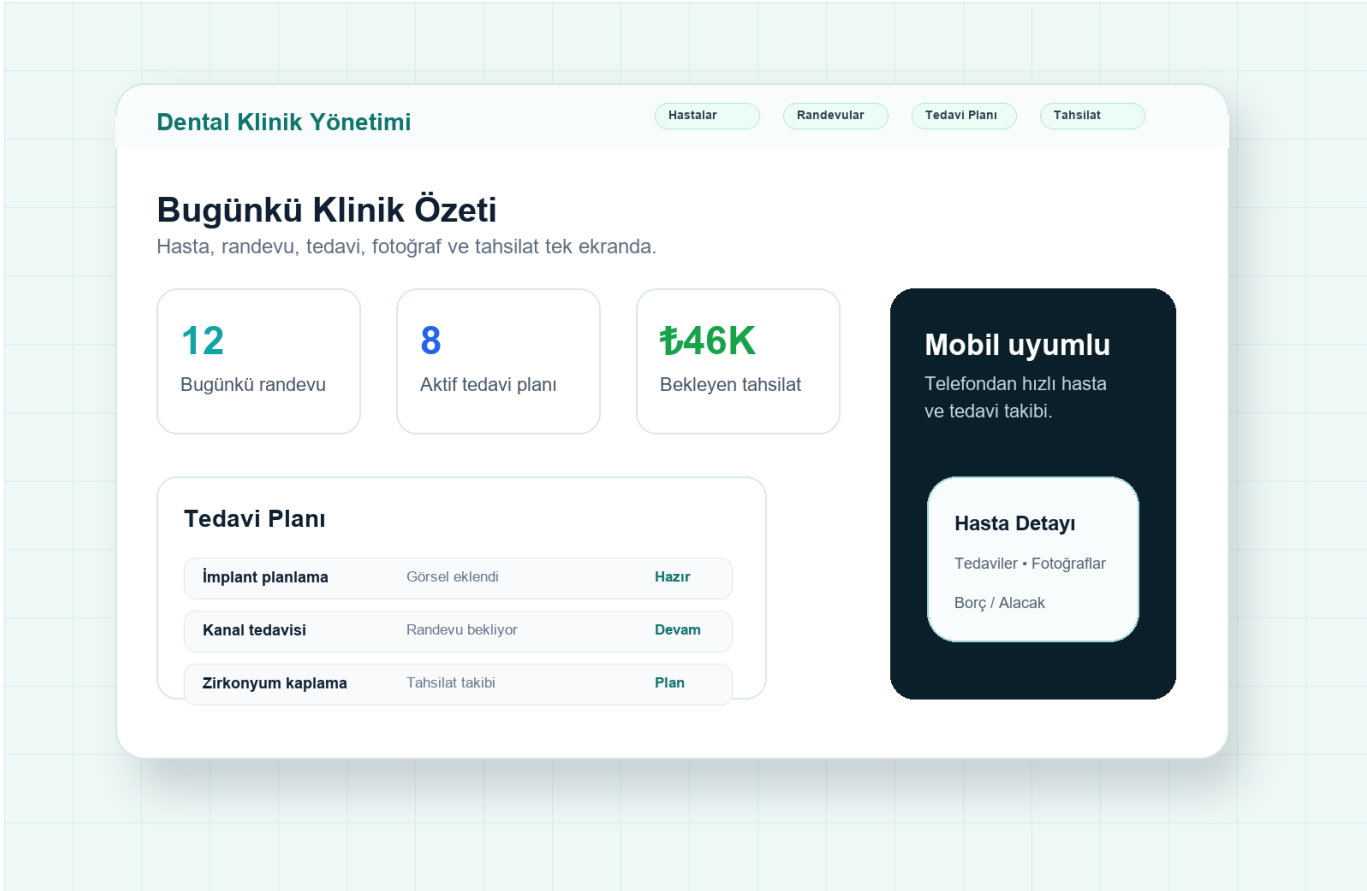 Dental Klinik Yönetimi
Hastalar
Randevular
Tedavi Planı
Tahsilat
Bugünkü Klinik Özeti
Hasta, randevu, tedavi, fotoğraf ve tahsilat tek ekranda.
12
Bugünkü randevu
8
Aktif tedavi planı
₺46K
Bekleyen tahsilat
Mobil uyumlu
Telefondan hızlı hasta
ve tedavi takibi.
Tedavi Planı
İmplant planlama Görsel eklendi Hazır
Kanal tedavisi Randevu bekliyor Devam
Zirkonyum kaplama Tahsilat takibi Plan
Hasta Detayı
Tedaviler • Fotoğraflar
Borç / Alacak